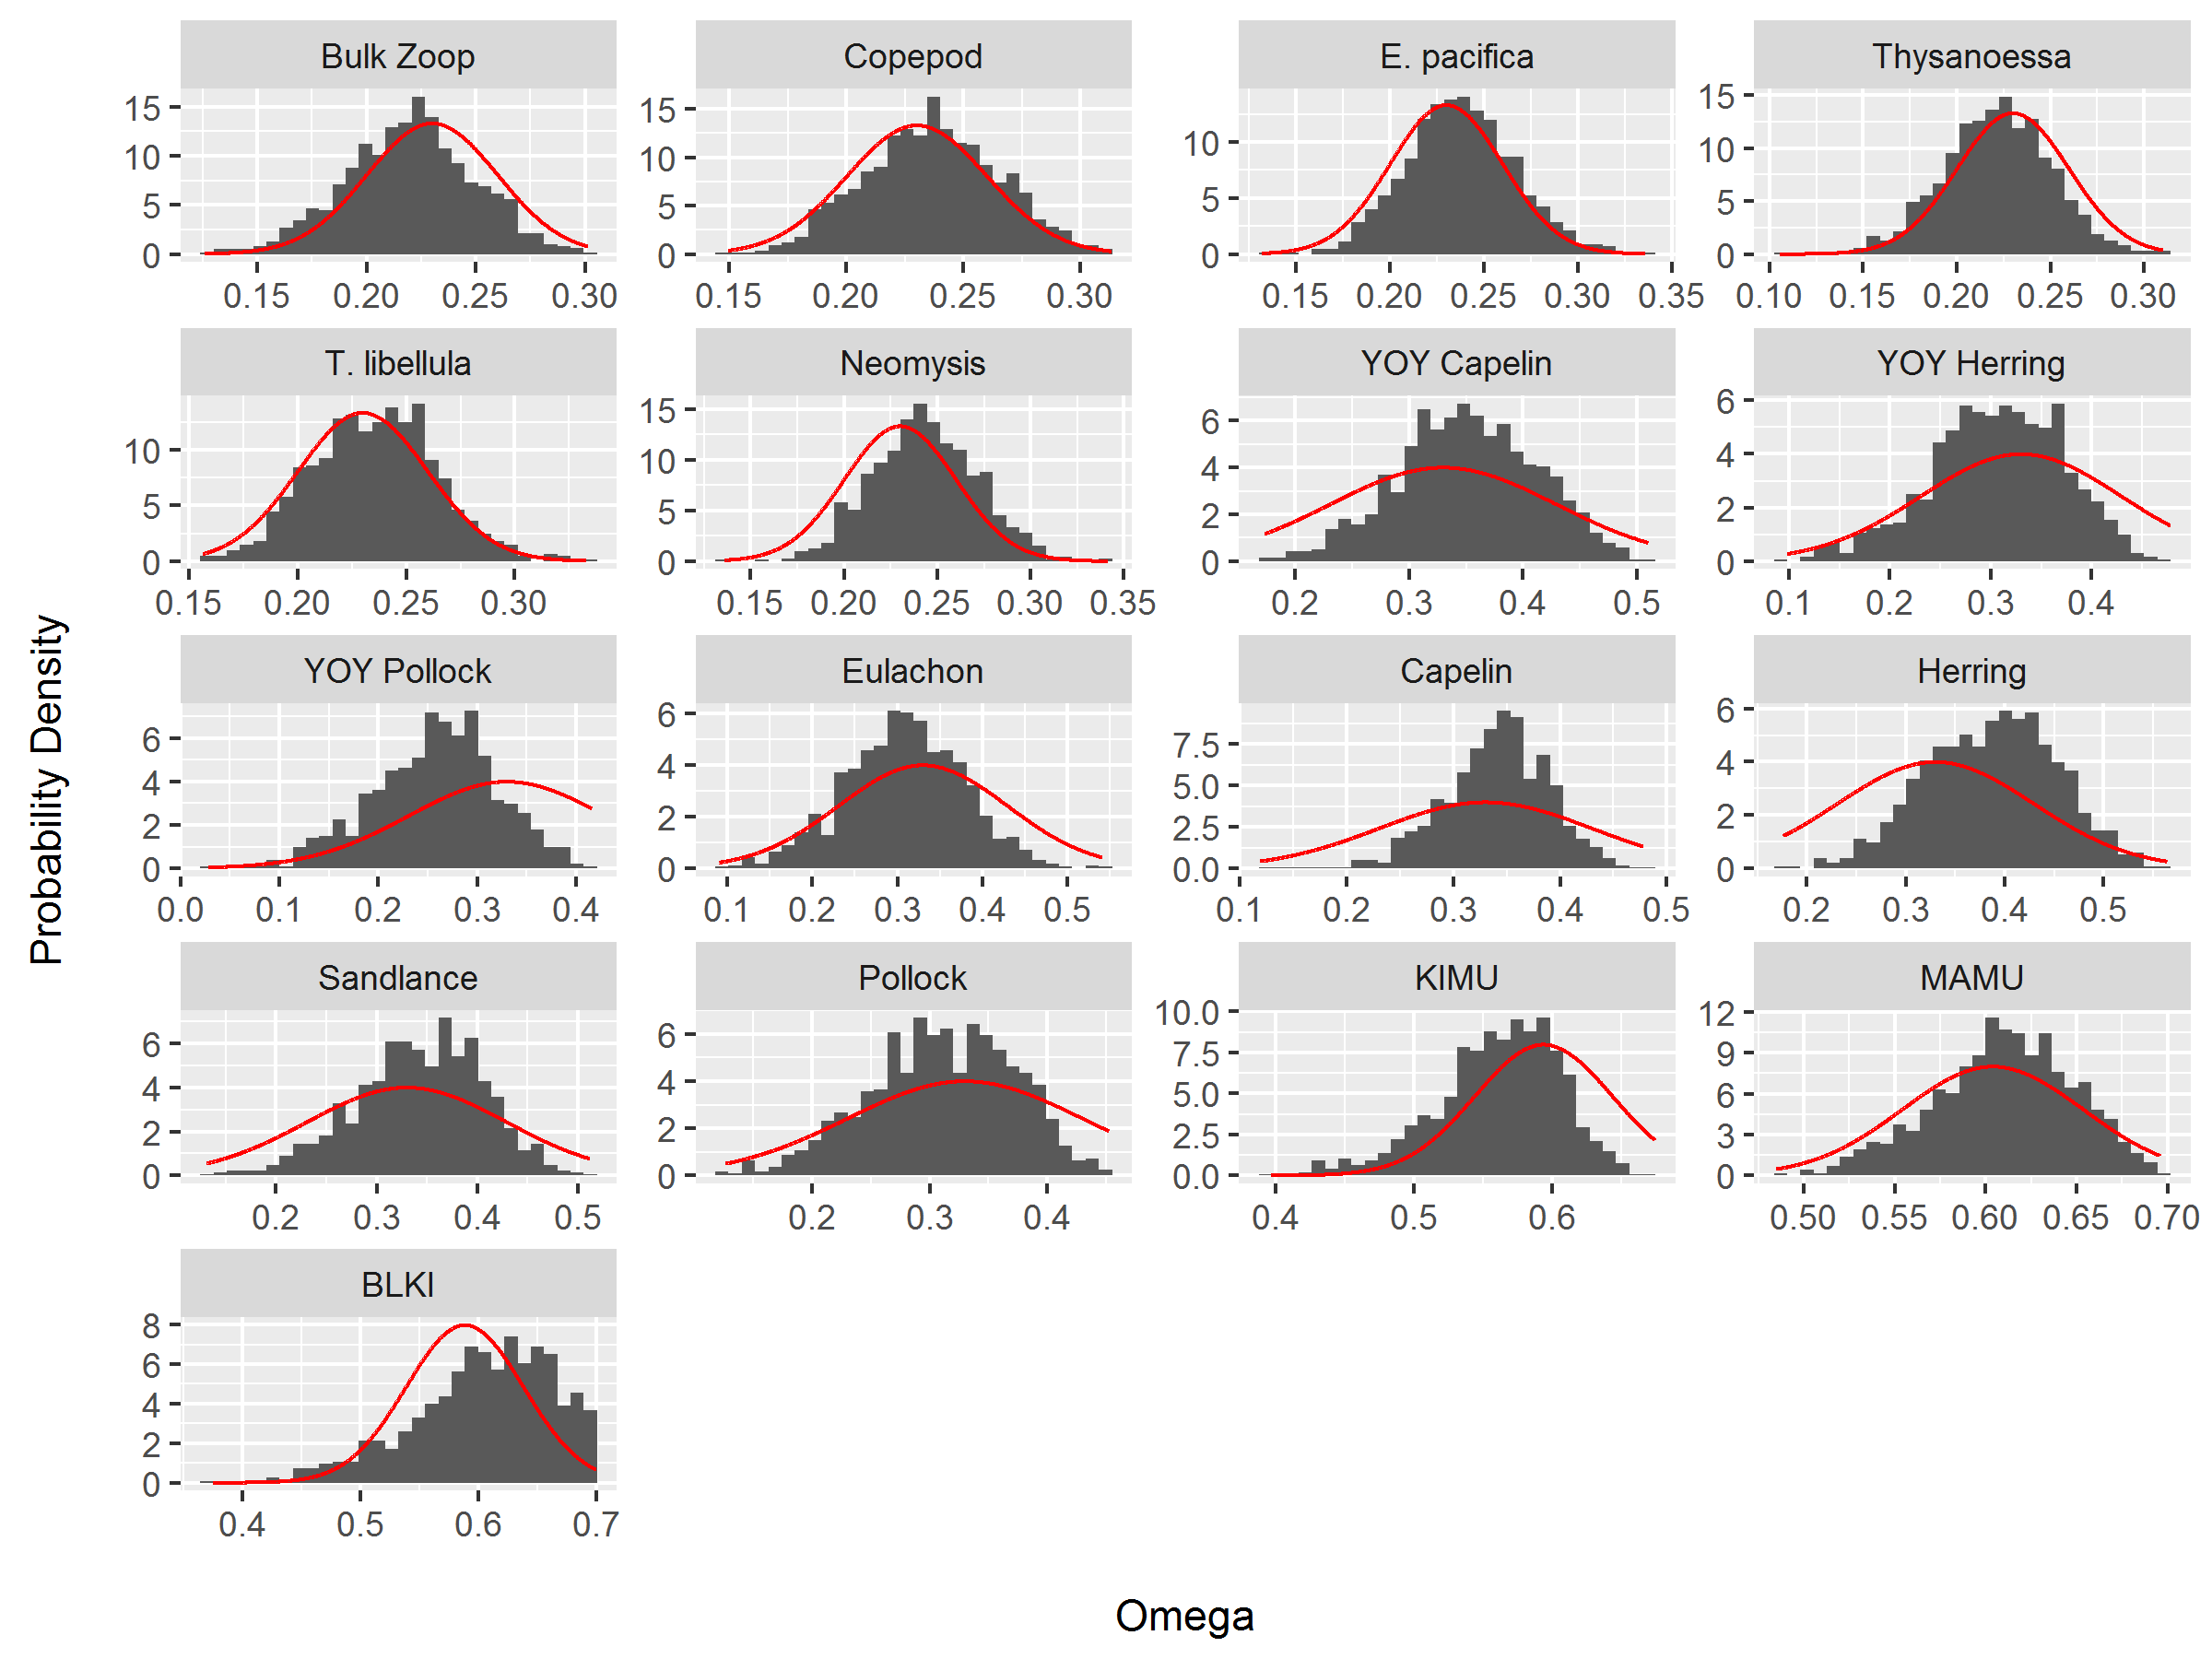 Bulk Zoop Copepod E. pacifica Thysanoessa
15 15 10 5 0 15 10 5 0
10 5 0 15 10 5 0
0.15 0.20 0.25 0.30 0.15 0.20 0.25 0.30 0.15 0.20 0.25 0.30 0.35 0.10 0.15 0.20 0.25 0.30
T. libellula Neomysis YOY Capelin YOY Herring
10 5 0 15 10 5 0 6 4 2 0 6 4 2 0
0.15 0.20 0.25 0.30 0.15 0.20 0.25 0.30 0.35 0.2 0.3 0.4 0.5 0.1 0.2 0.3 0.4
Probability Density
YOY Pollock Eulachon Capelin Herring
6 4 2 0 6 4 2 0 7.5 5.0 2.5 0.0 6 4 2 0
0.0 0.1 0.2 0.3 0.4 0.1 0.2 0.3 0.4 0.5 0.1 0.2 0.3 0.4 0.5 0.2 0.3 0.4 0.5
Sandlance Pollock KIMU MAMU
6 4 2 0 6 4 2 0 10.0 7.5 5.0 2.5 0.0 12 9 6 3 0
0.2 0.3 0.4 0.5 0.2 0.3 0.4 0.4 0.5 0.6 0.50 0.55 0.60 0.65 0.70
BLKI
8 6 4 2 0
0.4 0.5 0.6 0.7
Omega